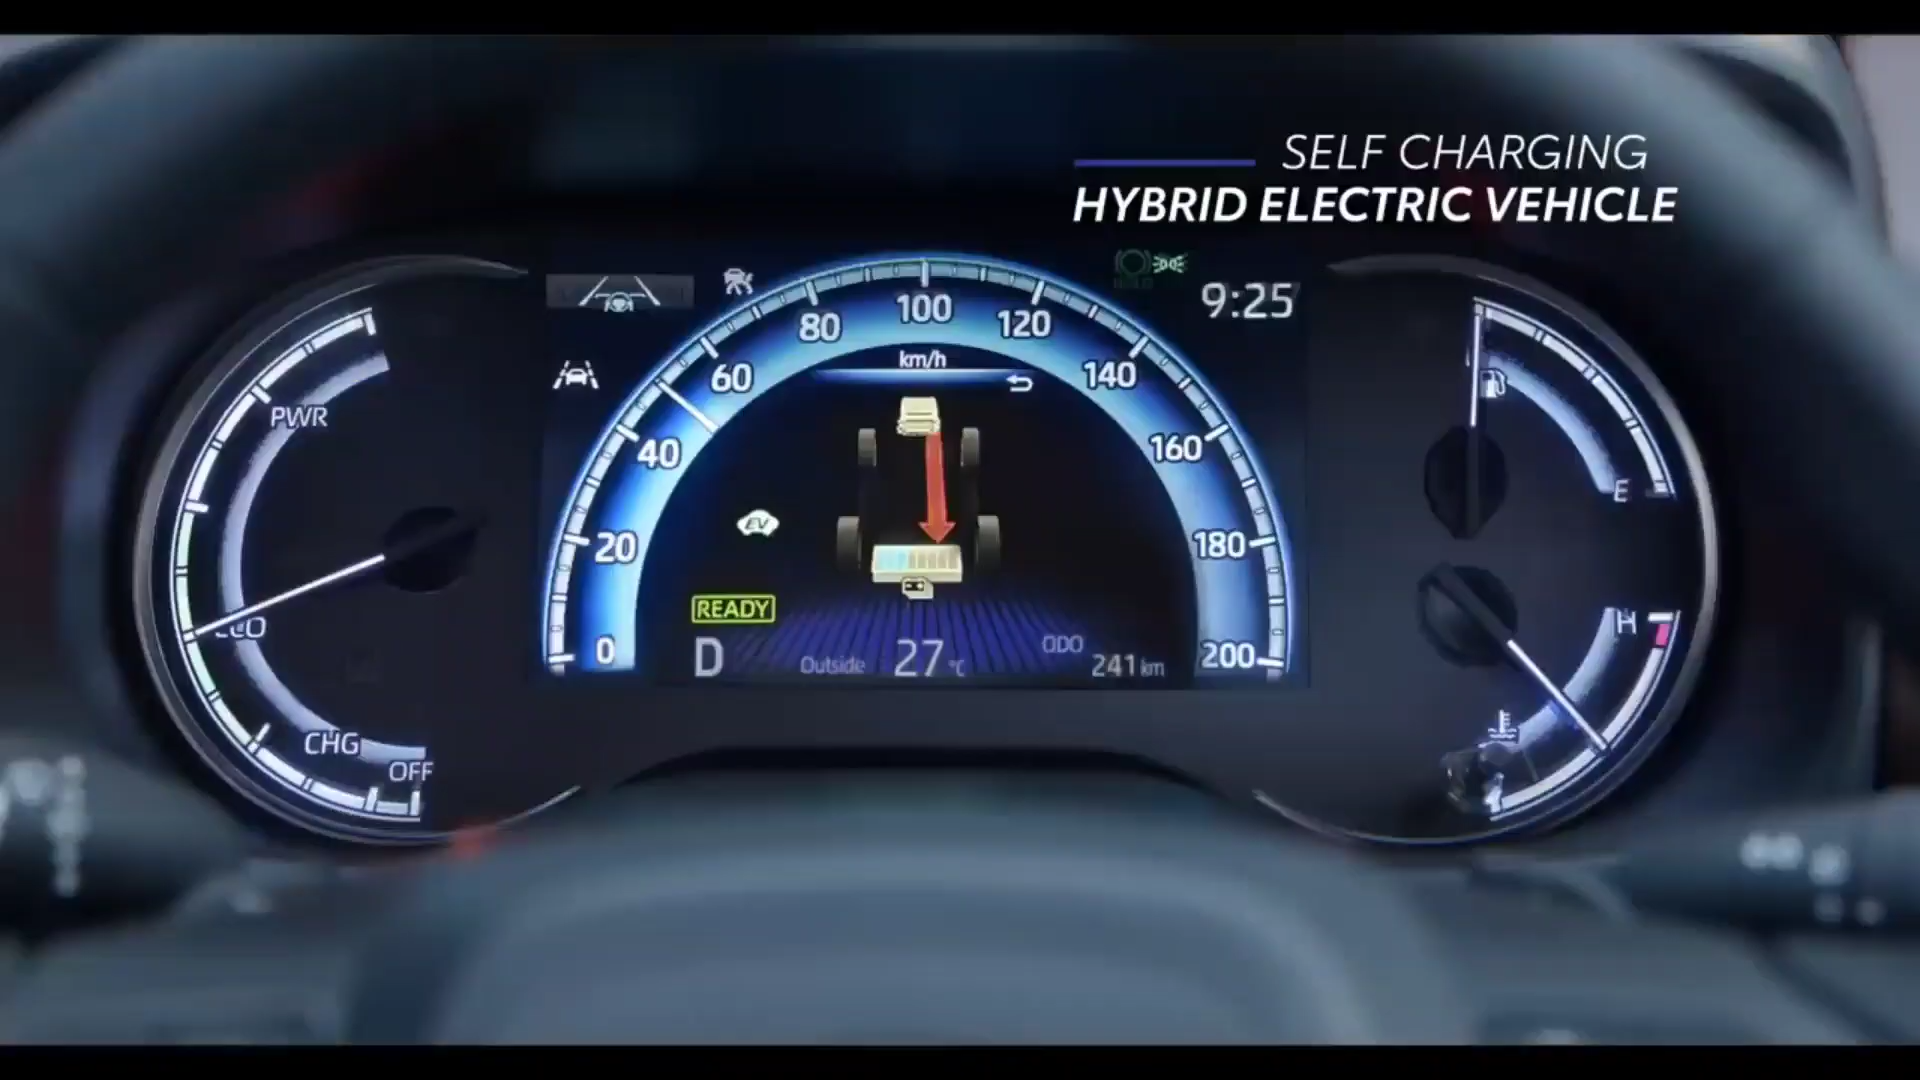 SELF CHARGING
HYBRID ELECTRIC VEHICLE
9:25
PWR
ECO
CHG
OFF
0
20
40
60
80
100
120
140
160
180
200
km/h
EV
READY
D
Outside
27 °C
ODO
241 km
E
H